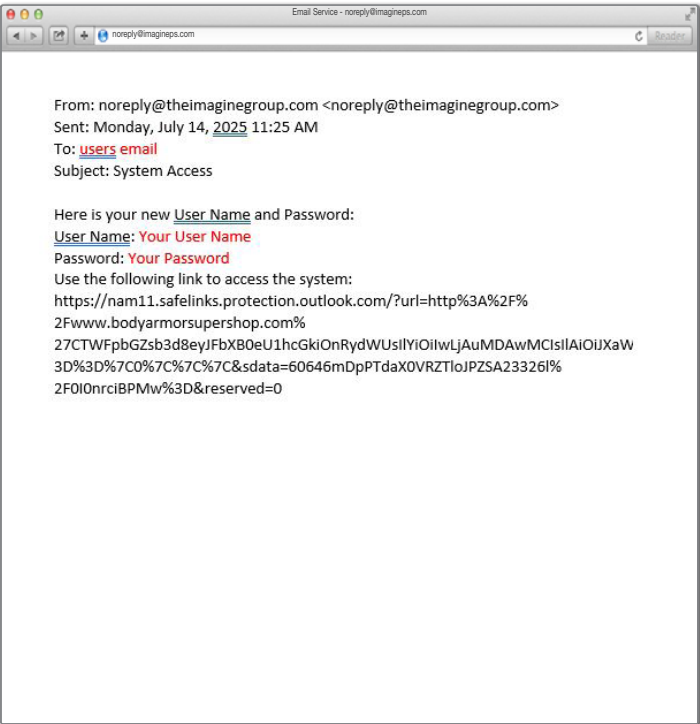 Email Service - noreply@imagineps.com
noreply@imagineps.com
Reader
From: noreply@theimaginegroup.com <noreply@theimaginegroup.com>
Sent: Monday, July 14, 2025 11:25 AM
To: users email
Subject: System Access
Here is your new User Name and Password:
User Name: Your User Name
Password: Your Password
Use the following link to access the system:
https://nam11.safelinks.protection.outlook.com/?url=http%3A%2F%
2Fwww.bodyarmorsupershop.com%
27CTWFpbGZsb3d8eyJFbXB0eU1hcGkiOnRydWUsIlYiOiIwLjAuMDAwMCIsIlAiOiJXaW
3D%3D%7C0%7C%7C%7C&sdata=60646mDpPTdaX0VRZTloJPZSA23326l%
2F0I0nrciBPMw%3D&reserved=0